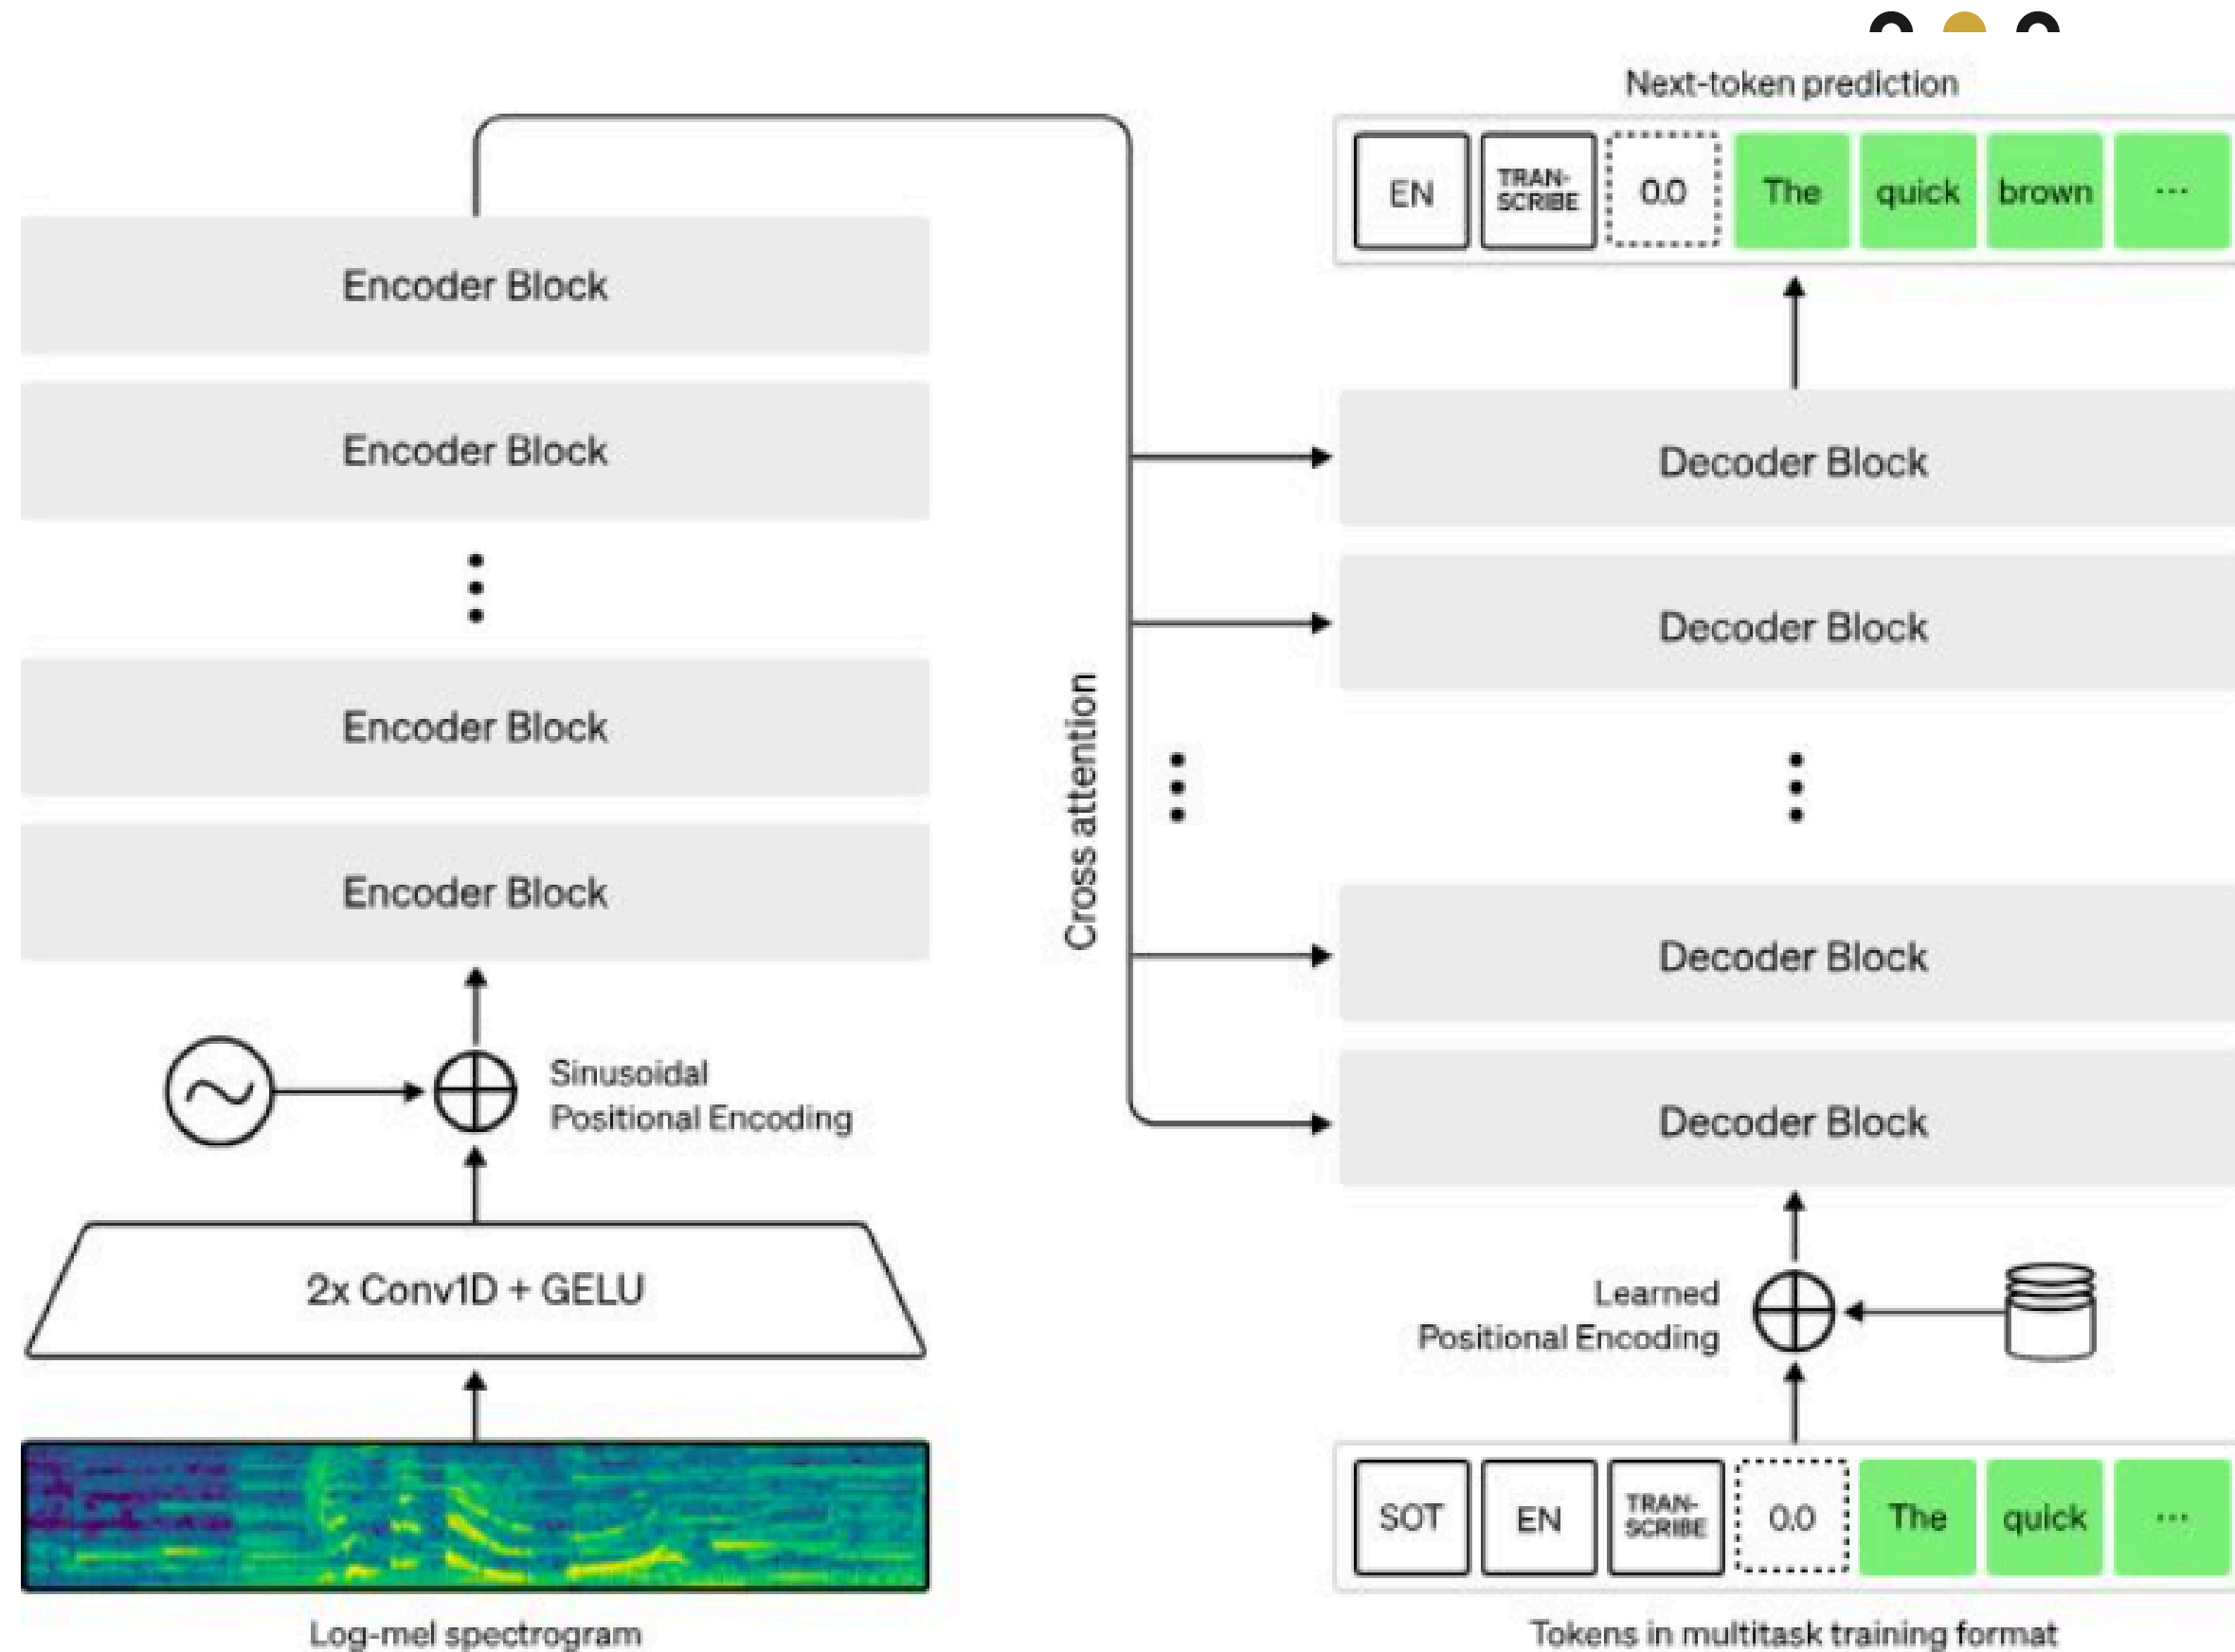 Next-token prediction
EN
TRAN-
SCRIBE
0.0
The
quick
brown
...
Encoder Block
Encoder Block
Encoder Block
Encoder Block
Cross attention
Decoder Block
Decoder Block
Decoder Block
Decoder Block
Sinusoidal
Positional Encoding
2x Conv1D + GELU
Learned
Positional Encoding
Log-mel spectrogram
SOT
EN
TRAN-
SCRIBE
0.0
The
quick
...
Tokens in multitask training format